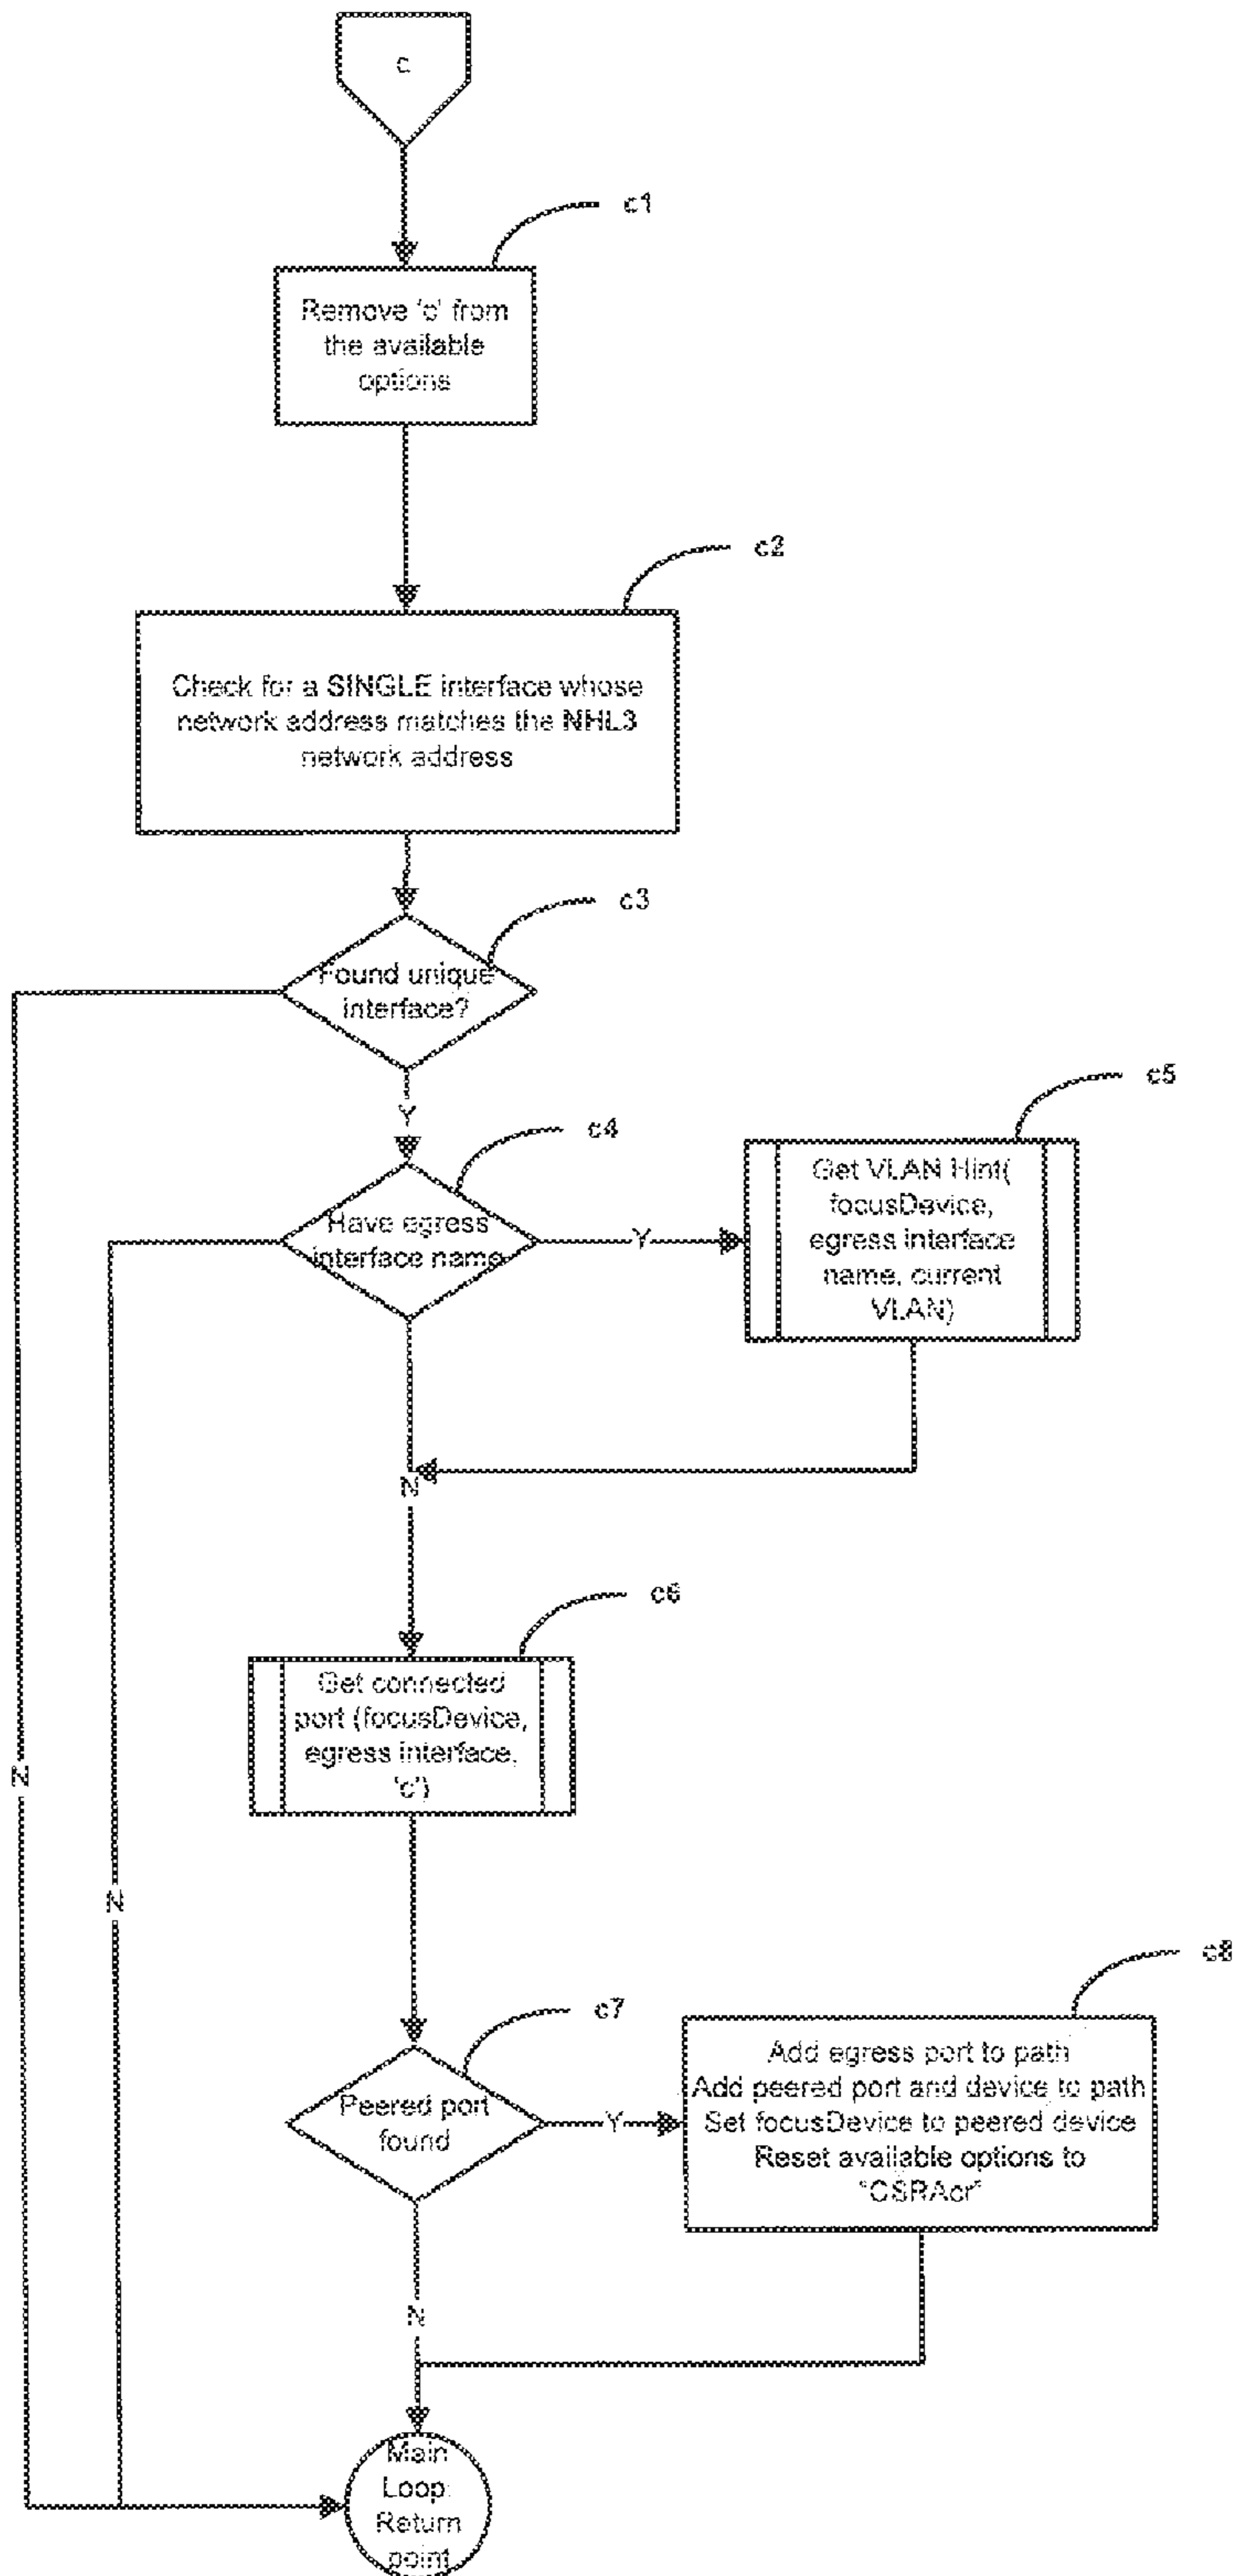 c
c1
Remove 'c' from
the available
options
c2
Check for a SINGLE interface whose
network address matches the NHL3
network address
c3
Found unique
interface?
Y
c4
Have egress
interface name
Y
c5
Get VLAN Hint(
focusDevice,
egress interface
name, current
VLAN)
N
c6
Get connected
port (focusDevice,
egress interface,
'c')
N
N
c7
Peered port
found
Y
c8
Add egress port to path
Add peered port and device to path
Set focusDevice to peered device
Reset available options to
"CSRAcr"
N
Main
Loop:
Return
point